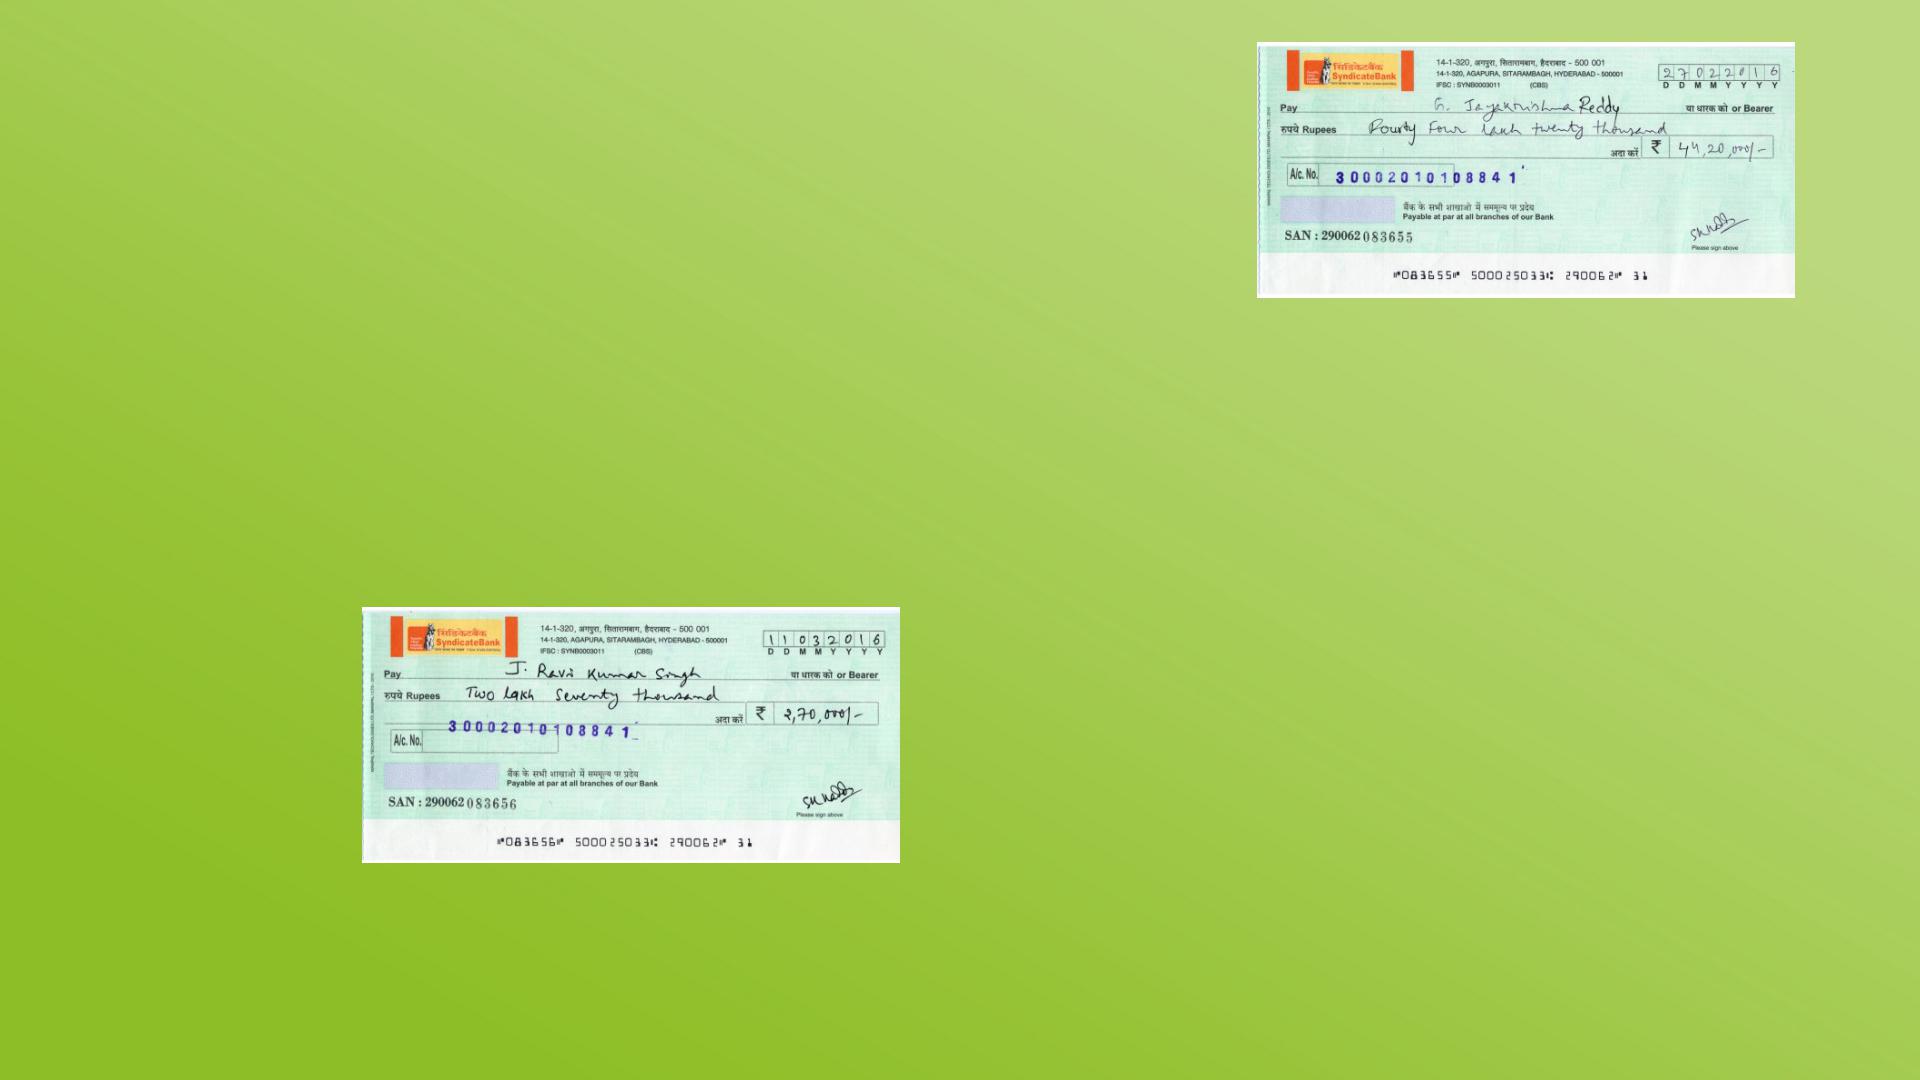 सिंडिकेटबैंक
SyndicateBank
14-1-320, अगपुरा, सितारामबाग, हैदराबाद - 500 001
14-1-320, AGAPURA, SITARAMBAGH, HYDERABAD - 500001
IFSC : SYNB0003011 (CBS)
27022016
D D M M Y Y Y Y
Pay G. Jayakrishna Reddy या धारक को or Bearer
रुपये Rupees Fourty Four lakh twenty thousand
अदा करें ₹ 44,20,000/-
A/c. No. 30002010108841
बैंक के सभी शाखाओ में सममूल्य पर प्रदेय
Payable at par at all branches of our Bank
SAN : 290062 083655
Please sign above
⑈083655⑈ 500025033⑆ 290062⑈ 31
सिंडिकेटबैंक
SyndicateBank
14-1-320, अगपुरा, सितारामबाग, हैदराबाद - 500 001
14-1-320, AGAPURA, SITARAMBAGH, HYDERABAD - 500001
IFSC : SYNB0003011 (CBS)
11032016
D D M M Y Y Y Y
Pay J. Ravi Kumar Singh या धारक को or Bearer
रुपये Rupees Two lakh Seventy thousand
अदा करें ₹ 2,70,000/-
30002010108841
A/c. No.
बैंक के सभी शाखाओ में सममूल्य पर प्रदेय
Payable at par at all branches of our Bank
SAN : 290062 083656
Please sign above
⑈083656⑈ 500025033⑆ 290062⑈ 31